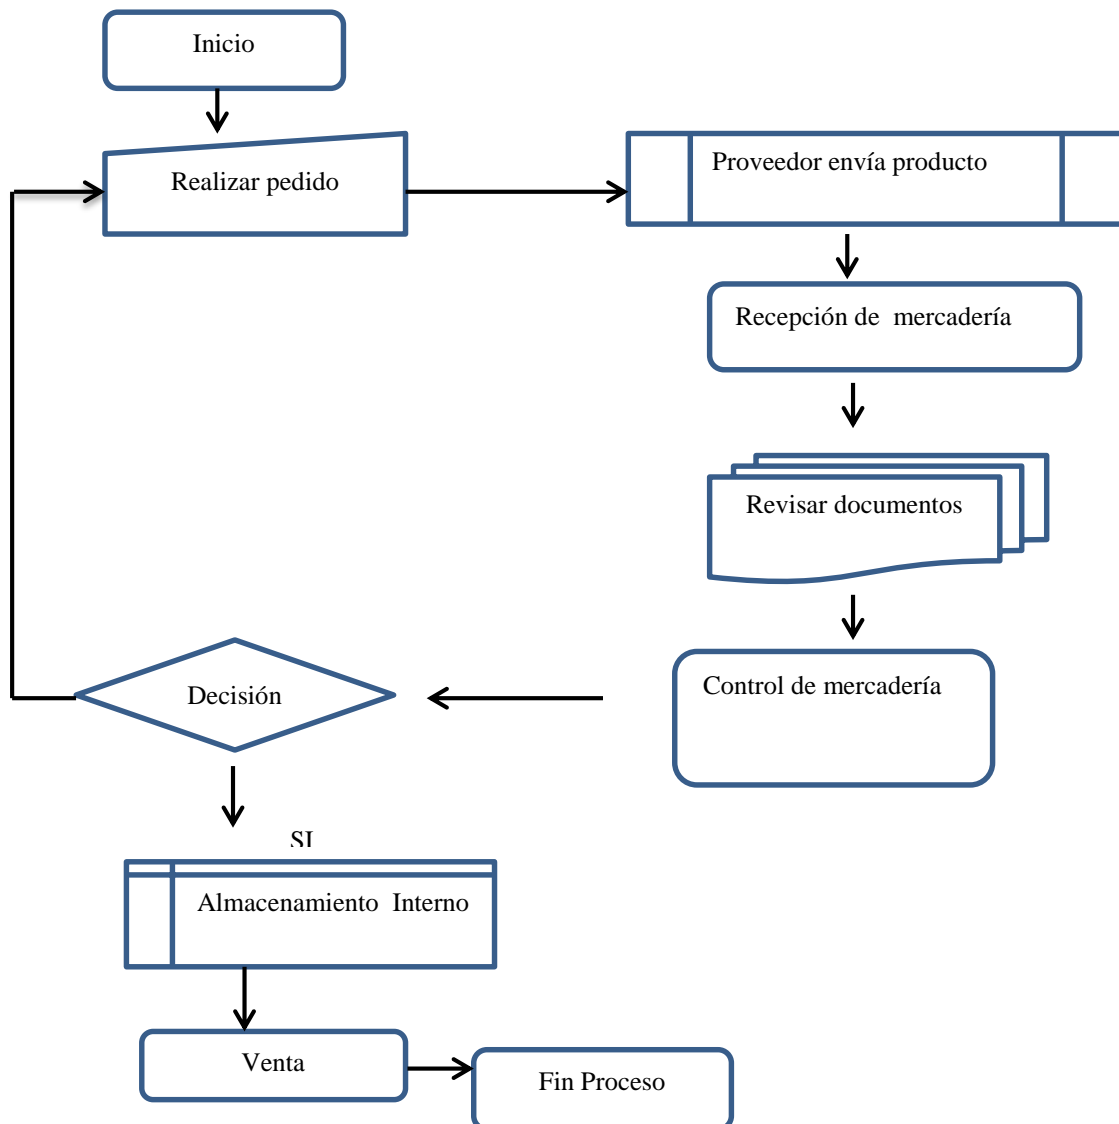 Inicio
Realizar pedido
Proveedor envía producto
Recepción de mercadería
Revisar documentos
Control de mercadería
Decisión
SI
Almacenamiento Interno
Venta
Fin Proceso